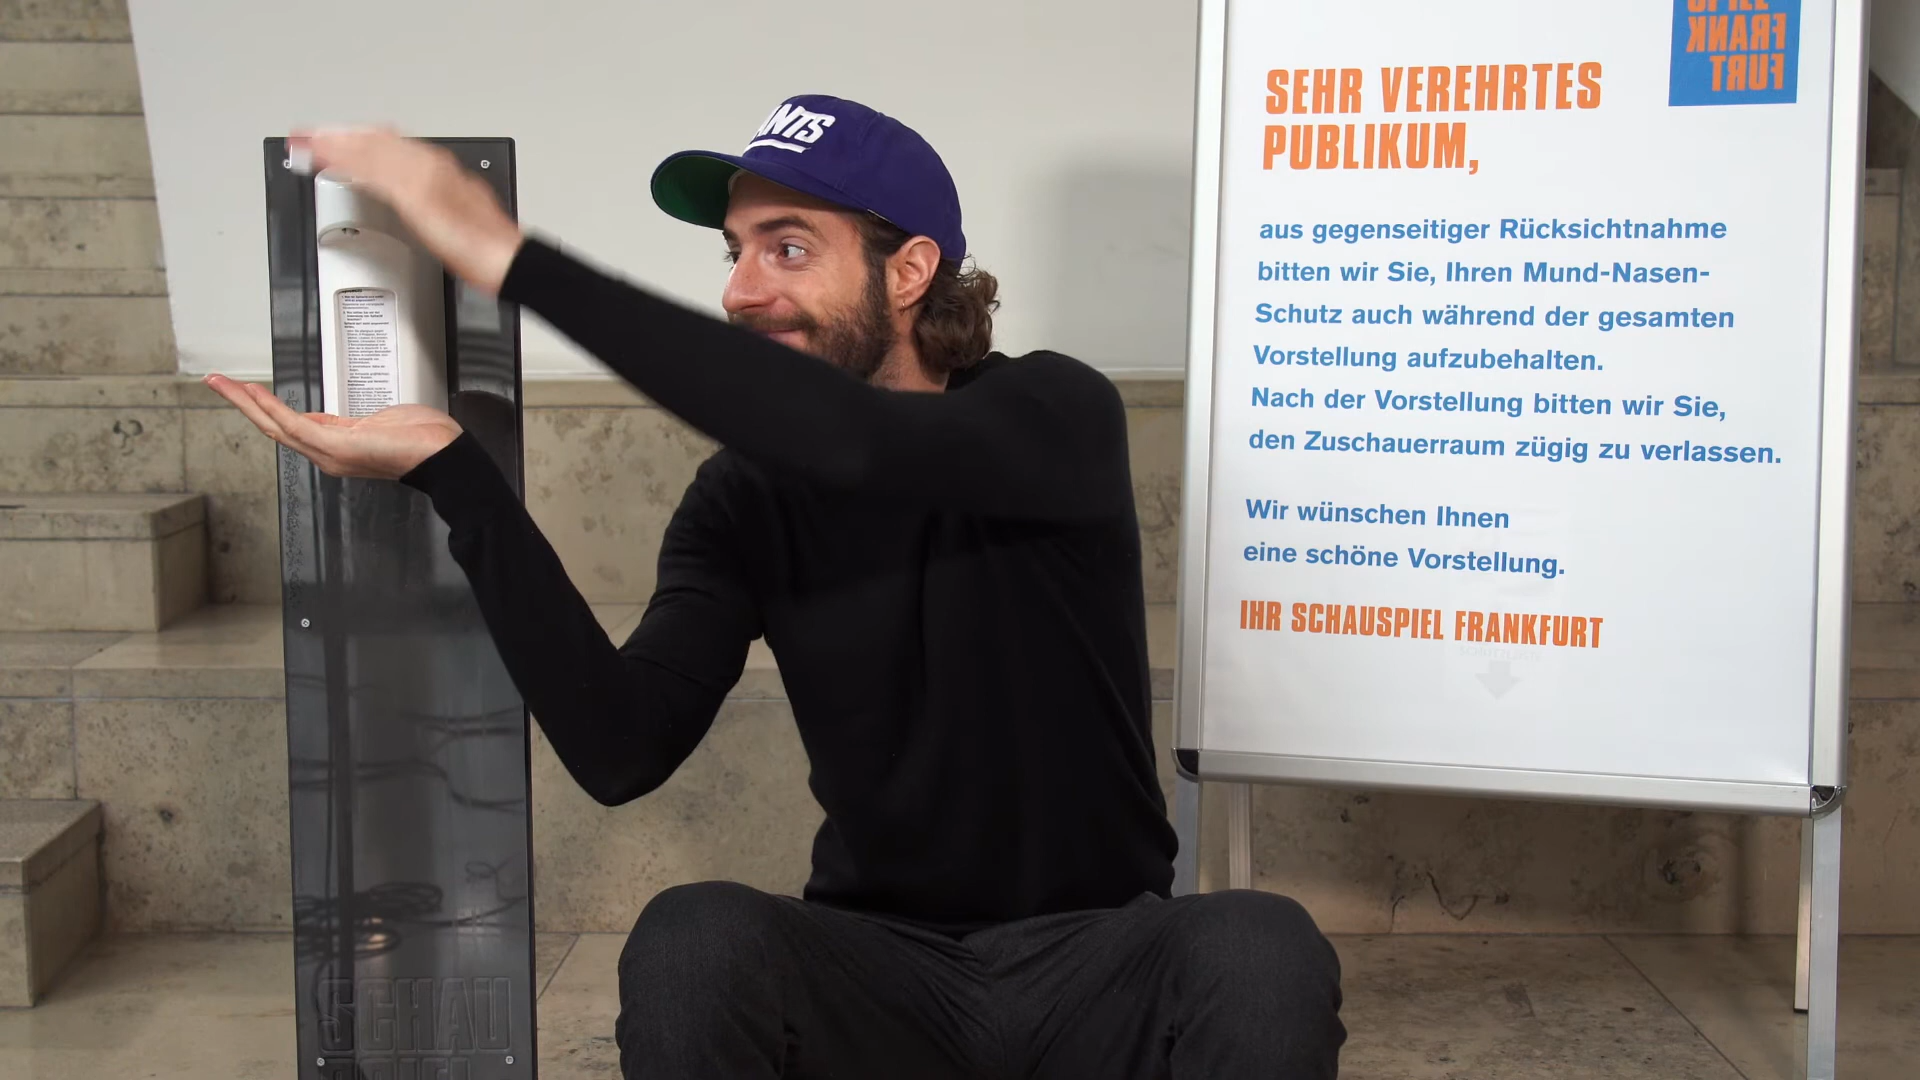 ANTS
SPIEL
FRANK
FURT
SEHR VEREHRTES
PUBLIKUM,
aus gegenseitiger Rücksichtnahme
bitten wir Sie, Ihren Mund-Nasen-
Schutz auch während der gesamten
Vorstellung aufzubehalten.
Nach der Vorstellung bitten wir Sie,
den Zuschauerraum zügig zu verlassen.
Wir wünschen Ihnen
eine schöne Vorstellung.
IHR SCHAUSPIEL FRANKFURT
SCHAU